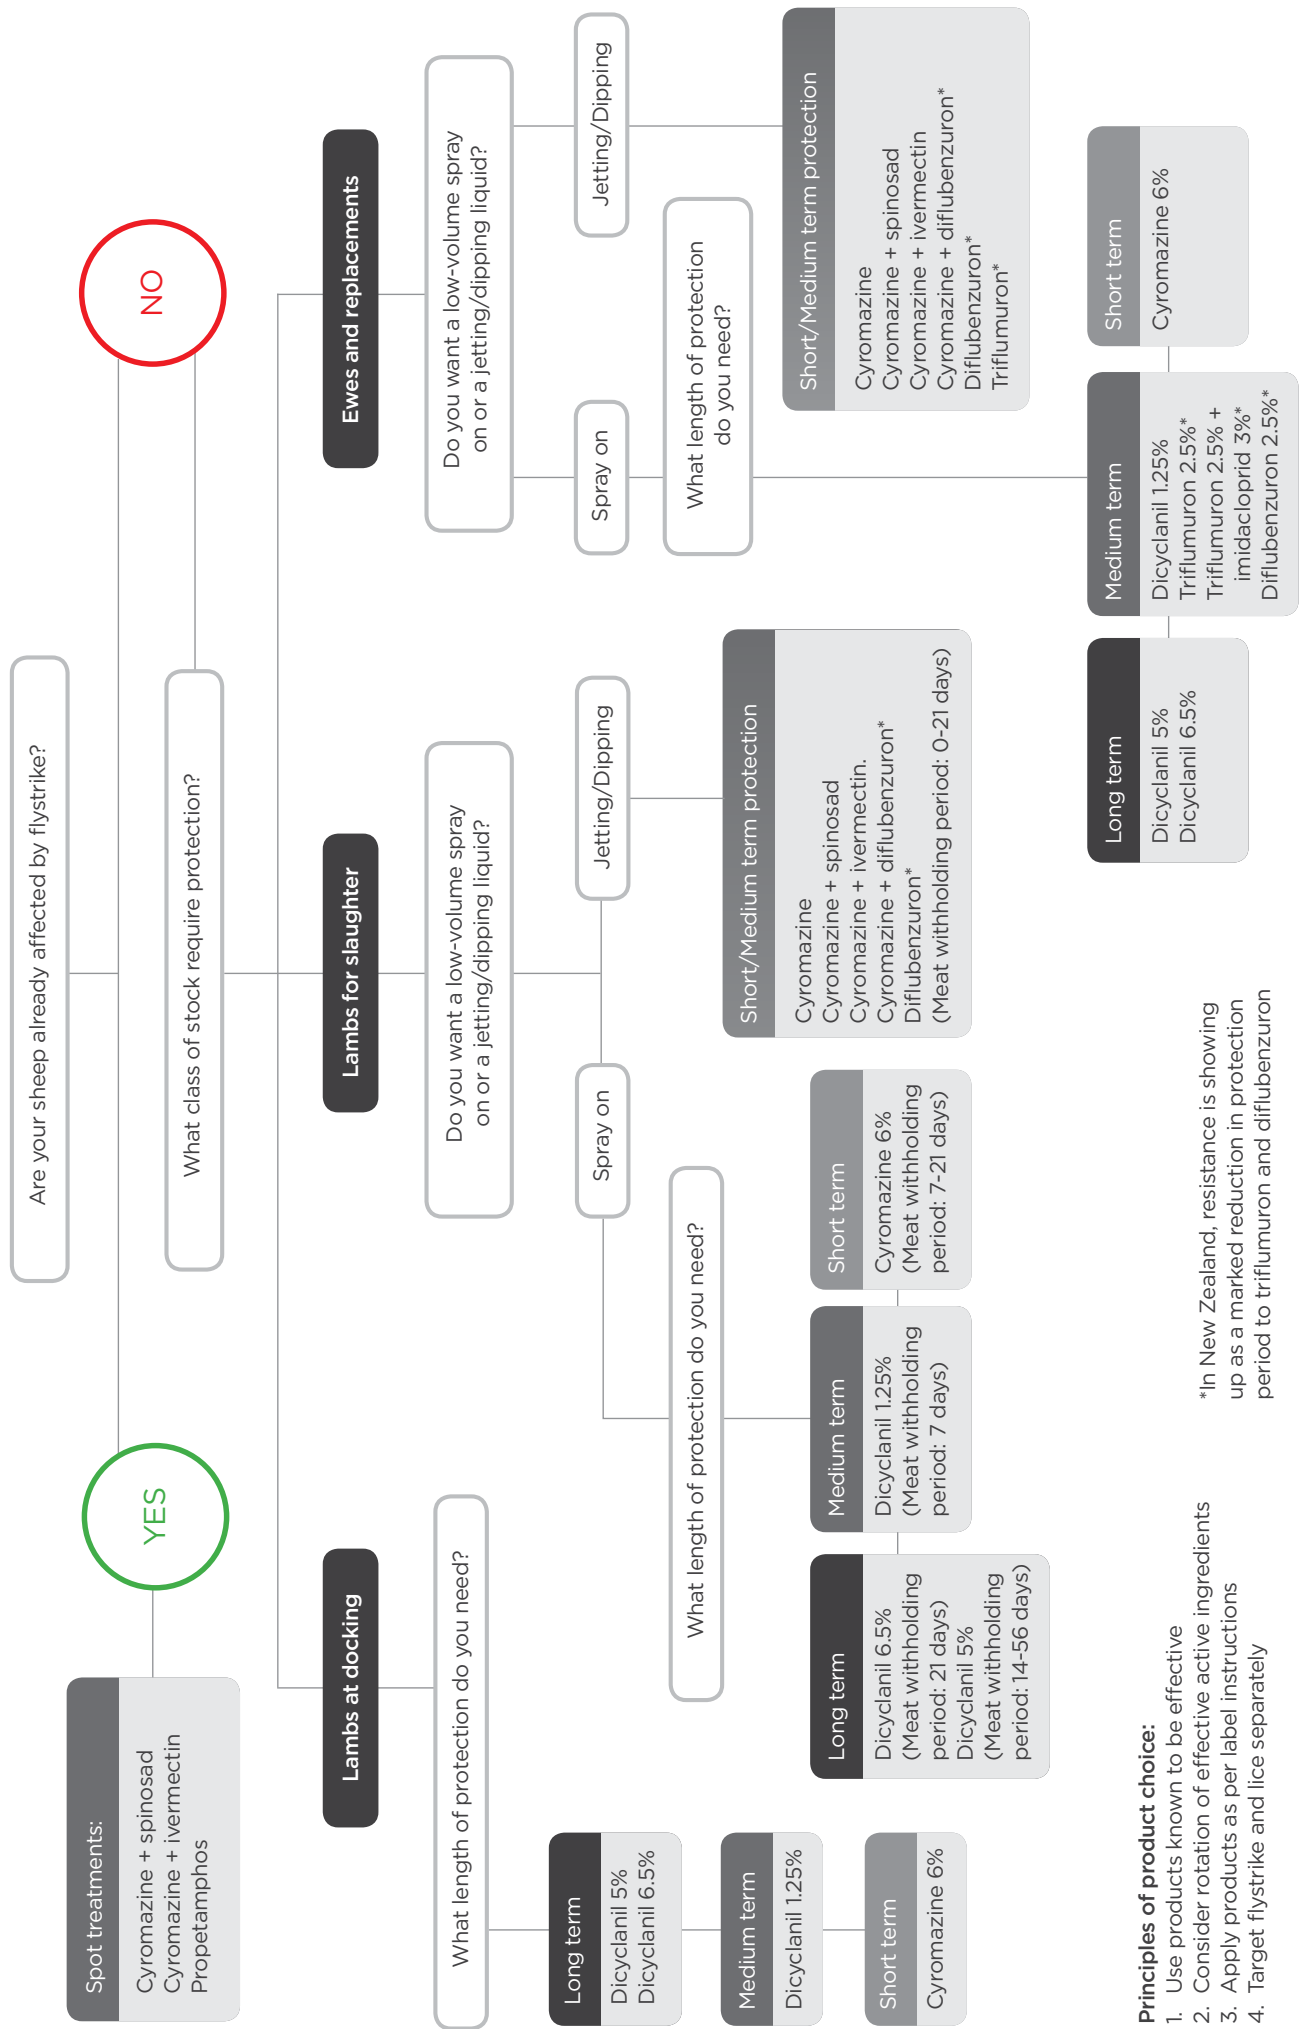 Are your sheep already affected by flystrike?
YES
NO
Spot treatments:
Cyromazine + spinosad
Cyromazine + ivermectin
Propetamphos
What class of stock require protection?
Lambs at docking
What length of protection do you need?
Long term
Dicyclanil 5%
Dicyclanil 6.5%
Medium term
Dicyclanil 1.25%
Short term
Cyromazine 6%
Lambs for slaughter
Do you want a low-volume spray
on or a jetting/dipping liquid?
Spray on
Jetting/Dipping
What length of protection do you need?
Long term
Dicyclanil 6.5%
(Meat withholding
period: 21 days)
Dicyclanil 5%
(Meat withholding
period: 14-56 days)
Medium term
Dicyclanil 1.25%
(Meat withholding
period: 7 days)
Short term
Cyromazine 6%
(Meat withholding
period: 7-21 days)
Short/Medium term protection
Cyromazine
Cyromazine + spinosad
Cyromazine + ivermectin.
Cyromazine + diflubenzuron*
Diflubenzuron*
(Meat withholding period: 0-21 days)
Ewes and replacements
Do you want a low-volume spray
on or a jetting/dipping liquid?
Spray on
Jetting/Dipping
What length of protection
do you need?
Short/Medium term protection
Cyromazine
Cyromazine + spinosad
Cyromazine + ivermectin
Cyromazine + diflubenzuron*
Diflubenzuron*
Triflumuron*
Long term
Dicyclanil 5%
Dicyclanil 6.5%
Medium term
Dicyclanil 1.25%
Triflumuron 2.5%*
Triflumuron 2.5% +
imidacloprid 3%*
Diflubenzuron 2.5%*
Short term
Cyromazine 6%
Principles of product choice:
1. Use products known to be effective
2. Consider rotation of effective active ingredients
3. Apply products as per label instructions
4. Target flystrike and lice separately
*In New Zealand, resistance is showing
up as a marked reduction in protection
period to triflumuron and diflubenzuron